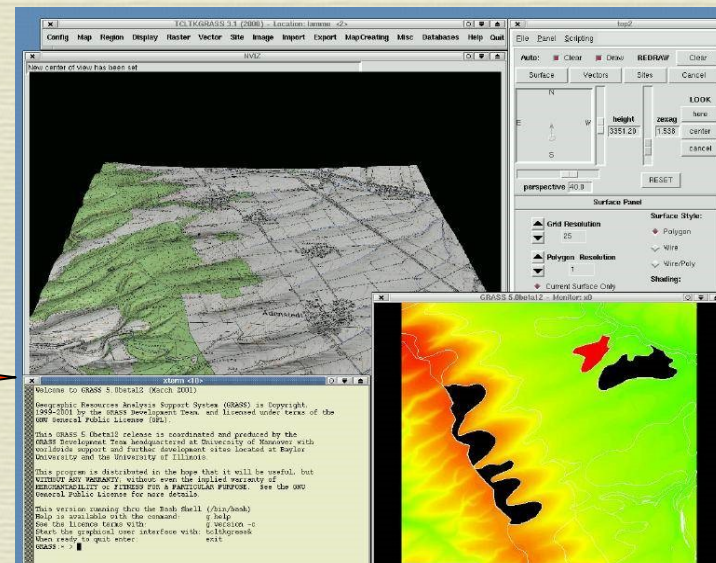 TCLTKGRASS 3.1 (2000) - Location: lamme <2>
Config Map Region Display Raster Vector Site Image Import Export MapCreating Misc Databases Help Quit
NVIZ
New center of view has been set
top2
File Panel Scripting
Auto: Clear Draw REDRAW Clear
Surface Vectors Sites Cancel
N
E W
S
height
3351.20
zexag
1.538
LOOK
here
center
cancel
RESET
perspective 40.0
Surface Panel
Grid Resolution
25
Polygon Resolution
1
Current Surface Only
Surface Style:
Polygon
Wire
Wire/Poly
Shading:
Adenstedt
GRASS 5.0beta12 - Monitor: x0
xterm <10>
Welcome to GRASS 5.0beta12 (March 2001)
Geographic Resources Analysis Support System (GRASS) is Copyright,
1999-2001 by the GRASS Development Team, and licensed under terms of the
GNU General Public License (GPL).
This GRASS 5.0beta12 release is coordinated and produced by the
GRASS Development Team headquartered at University of Hannover with
worldwide support and further development sites located at Baylor
University and the University of Illinois.
This program is distributed in the hope that it will be useful, but
WITHOUT ANY WARRANTY; without even the implied warranty of
MERCHANTABILITY or FITNESS FOR A PARTICULAR PURPOSE. See the GNU
General Public License for more details.
This version running thru the Bash Shell (/bin/bash)
Help is available with the command: g.help
See the licence terms with: g.version -c
Start the graphical user interface with: tcltkgrass&
When ready to quit enter: exit
GRASS:~ >